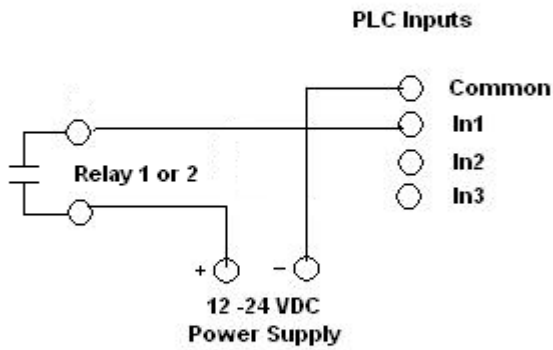 PLC Inputs
Common
In1
In2
In3
Relay 1 or 2
+ -
12 -24 VDC
Power Supply